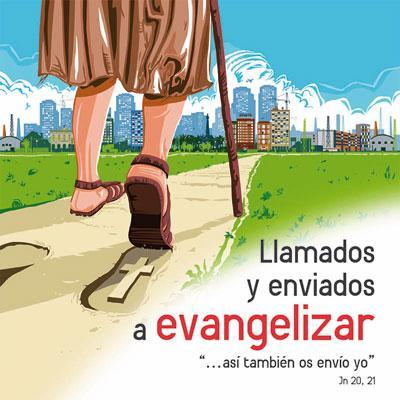 Llamados
y enviados
a evangelizar
“...así también os envío yo”
Jn 20, 21